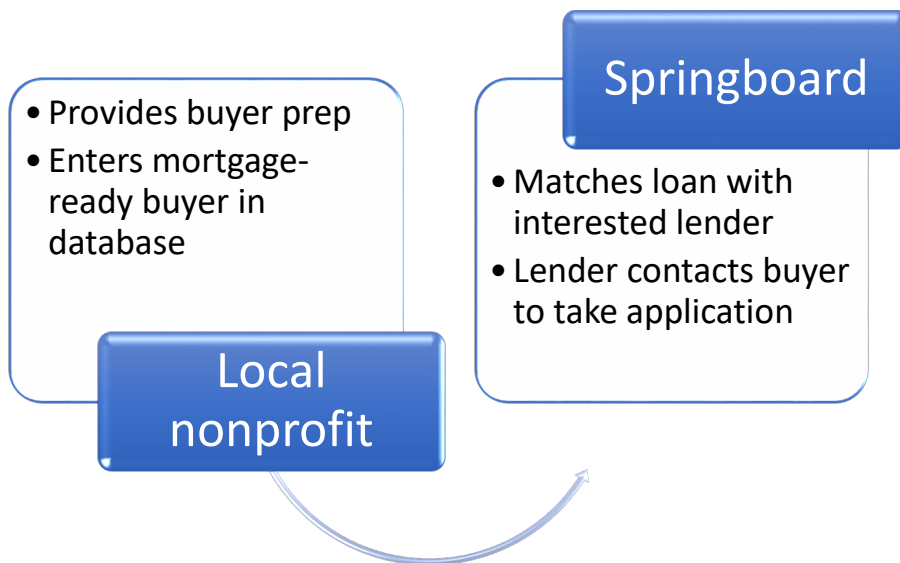 • Provides buyer prep
• Enters mortgage-
ready buyer in
database
Local
nonprofit
Springboard
• Matches loan with
interested lender
• Lender contacts buyer
to take application